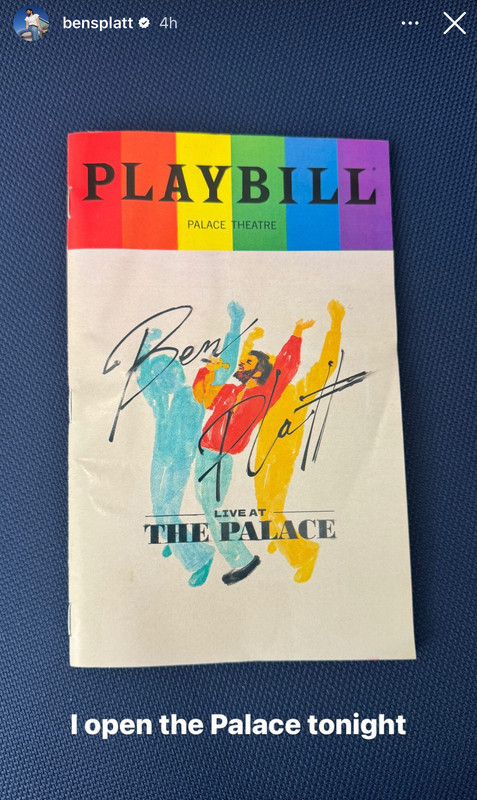 bensplatt 4h
PLAYBILL
PALACE THEATRE
Ben
Platt
LIVE AT
THE PALACE
I open the Palace tonight